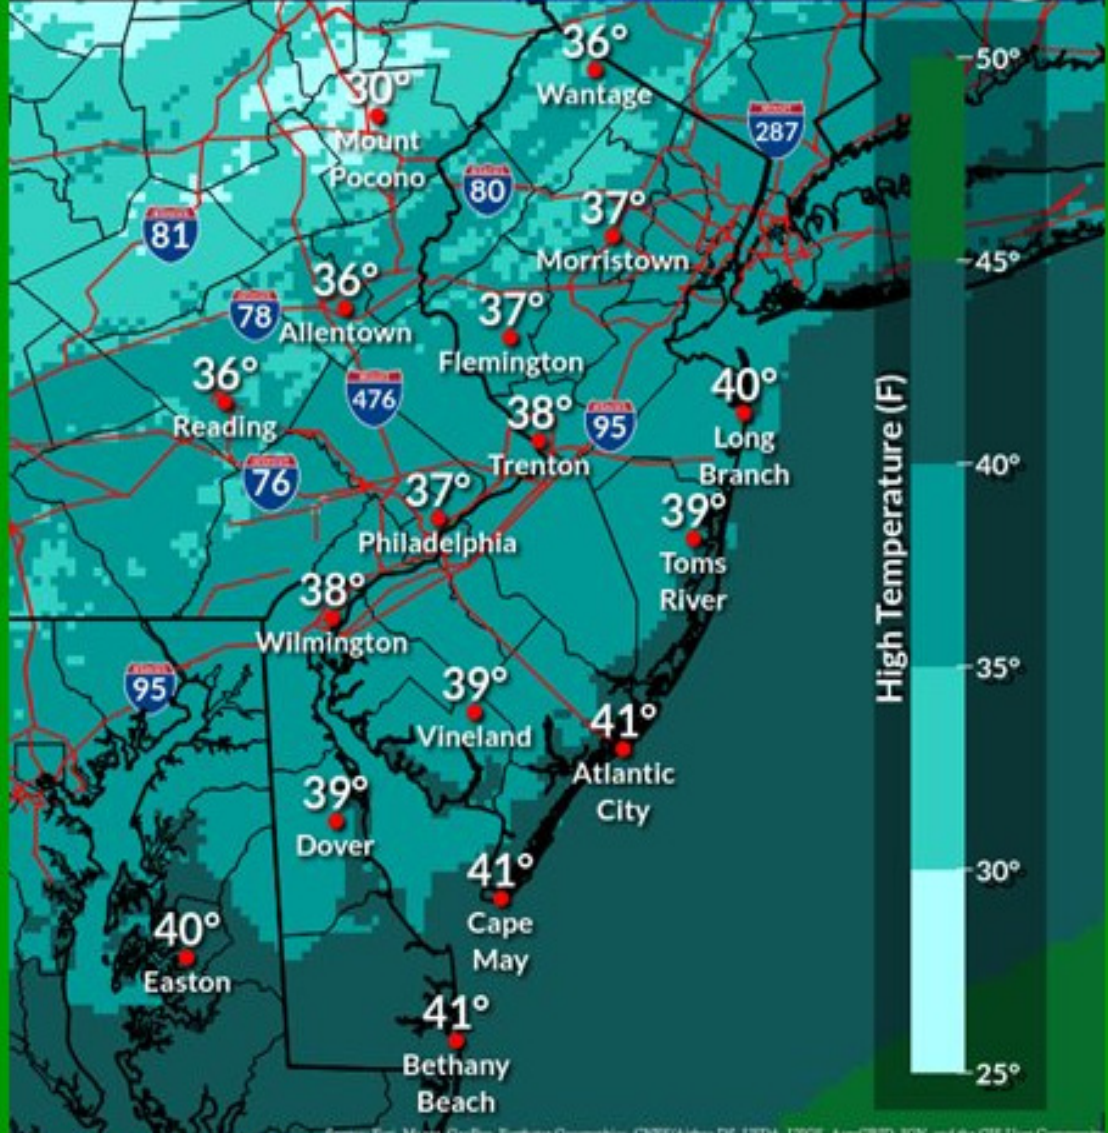 36°
Wantage
50°
30°
Mount
Pocono
287
80
37°
Morristown
81
45°
36°
Allentown
78
37°
Flemington
36°
Reading
476
40°
Long
Branch
38°
Trenton
95
High Temperature (F)
76
40°
37°
Philadelphia
39°
Toms
River
38°
Wilmington
95
35°
39°
Vineland
41°
Atlantic
City
39°
Dover
41°
Cape
May
30°
40°
Easton
41°
Bethany
Beach
25°